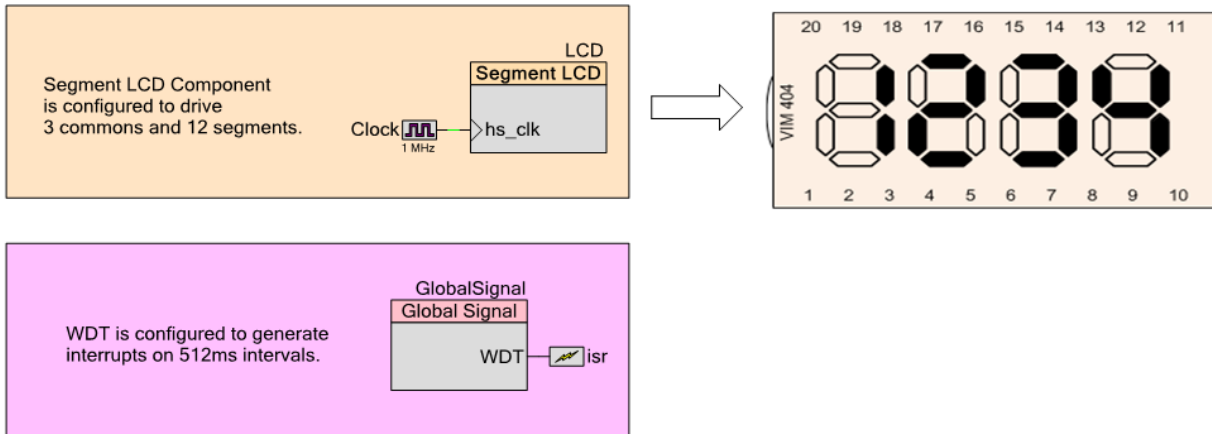 Segment LCD Component
is configured to drive
3 commons and 12 segments.
LCD
Segment LCD
Clock
hs_clk
1 MHz
20 19 18 17 16 15 14 13 12 11
VIM 404
1234
1 2 3 4 5 6 7 8 9 10
WDT is configured to generate
interrupts on 512ms intervals.
GlobalSignal
Global Signal
WDT
isr